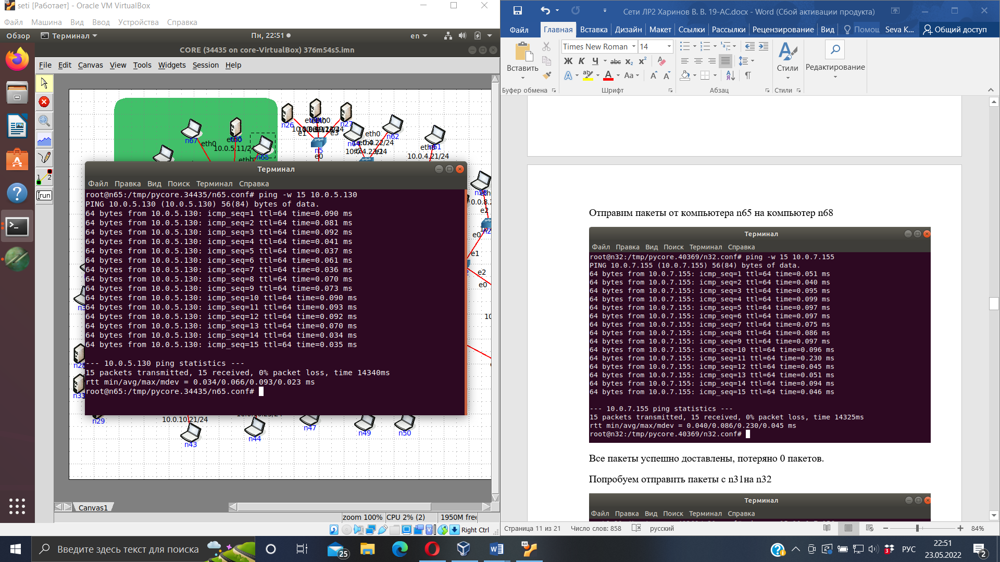 seti [Работает] - Oracle VM VirtualBox
Файл Машина Вид Ввод Устройства Справка
Обзор Терминал Пн, 22:51 en
CORE (34435 on core-VirtualBox) 376m54s5.imn
File Edit Canvas View Tools Widgets Session Help
n67
eth0
10.0.5.11/2
n65
eth0
n26
n27
e1
e3
n5
e0
eth0
n62
n61
10.0.4.21/24
Терминал
Файл Правка Вид Поиск Терминал Справка
root@n65:/tmp/pycore.34435/n65.conf# ping -w 15 10.0.5.130
PING 10.0.5.130 (10.0.5.130) 56(84) bytes of data.
64 bytes from 10.0.5.130: icmp_seq=1 ttl=64 time=0.090 ms
64 bytes from 10.0.5.130: icmp_seq=2 ttl=64 time=0.081 ms
64 bytes from 10.0.5.130: icmp_seq=3 ttl=64 time=0.092 ms
64 bytes from 10.0.5.130: icmp_seq=4 ttl=64 time=0.041 ms
64 bytes from 10.0.5.130: icmp_seq=5 ttl=64 time=0.037 ms
64 bytes from 10.0.5.130: icmp_seq=6 ttl=64 time=0.061 ms
64 bytes from 10.0.5.130: icmp_seq=7 ttl=64 time=0.036 ms
64 bytes from 10.0.5.130: icmp_seq=8 ttl=64 time=0.070 ms
64 bytes from 10.0.5.130: icmp_seq=9 ttl=64 time=0.073 ms
64 bytes from 10.0.5.130: icmp_seq=10 ttl=64 time=0.090 ms
64 bytes from 10.0.5.130: icmp_seq=11 ttl=64 time=0.093 ms
64 bytes from 10.0.5.130: icmp_seq=12 ttl=64 time=0.092 ms
64 bytes from 10.0.5.130: icmp_seq=13 ttl=64 time=0.070 ms
64 bytes from 10.0.5.130: icmp_seq=14 ttl=64 time=0.034 ms
64 bytes from 10.0.5.130: icmp_seq=15 ttl=64 time=0.035 ms
--- 10.0.5.130 ping statistics ---
15 packets transmitted, 15 received, 0% packet loss, time 14340ms
rtt min/avg/max/mdev = 0.034/0.066/0.093/0.023 ms
root@n65:/tmp/pycore.34435/n65.conf#
e2
e0
e1
e2
e0
n28
n33
n29
10.0.10.21/24
n43
n44
n47
n49
n50
1 2
run
Canvas1
zoom 100% CPU 2% (2) 1950M free
Right Ctrl
Сети ЛР2 Харинов В. В. 19-АС.docx - Word (Сбой активации продукта)
Файл Главная Вставка Дизайн Макет Ссылки Рассылки Рецензирование Вид Помощ Seva K... Общий доступ
Вставить
Times New Roman 14
Ж К Ч abc x₂ x²
Aa
Стили
Редактирование
Буфер обмена Шрифт Абзац Стили
Отправим пакеты от компьютера n65 на компьютер n68
Терминал
Файл Правка Вид Поиск Терминал Справка
root@n32:/tmp/pycore.40369/n32.conf# ping -w 15 10.0.7.155
PING 10.0.7.155 (10.0.7.155) 56(84) bytes of data.
64 bytes from 10.0.7.155: icmp_seq=1 ttl=64 time=0.051 ms
64 bytes from 10.0.7.155: icmp_seq=2 ttl=64 time=0.040 ms
64 bytes from 10.0.7.155: icmp_seq=3 ttl=64 time=0.095 ms
64 bytes from 10.0.7.155: icmp_seq=4 ttl=64 time=0.099 ms
64 bytes from 10.0.7.155: icmp_seq=5 ttl=64 time=0.097 ms
64 bytes from 10.0.7.155: icmp_seq=6 ttl=64 time=0.097 ms
64 bytes from 10.0.7.155: icmp_seq=7 ttl=64 time=0.075 ms
64 bytes from 10.0.7.155: icmp_seq=8 ttl=64 time=0.086 ms
64 bytes from 10.0.7.155: icmp_seq=9 ttl=64 time=0.097 ms
64 bytes from 10.0.7.155: icmp_seq=10 ttl=64 time=0.096 ms
64 bytes from 10.0.7.155: icmp_seq=11 ttl=64 time=0.230 ms
64 bytes from 10.0.7.155: icmp_seq=12 ttl=64 time=0.045 ms
64 bytes from 10.0.7.155: icmp_seq=13 ttl=64 time=0.051 ms
64 bytes from 10.0.7.155: icmp_seq=14 ttl=64 time=0.094 ms
64 bytes from 10.0.7.155: icmp_seq=15 ttl=64 time=0.046 ms
--- 10.0.7.155 ping statistics ---
15 packets transmitted, 15 received, 0% packet loss, time 14325ms
rtt min/avg/max/mdev = 0.040/0.086/0.230/0.045 ms
root@n32:/tmp/pycore.40369/n32.conf#
Все пакеты успешно доставлены, потеряно 0 пакетов.
Попробуем отправить пакеты с n31на n32
Терминал
Файл Правка Вид Поиск Терминал Справка
Страница 11 из 21 Число слов: 858 русский 84%
Введите здесь текст для поиска
25
64
3
РУС
22:51
23.05.2022
2